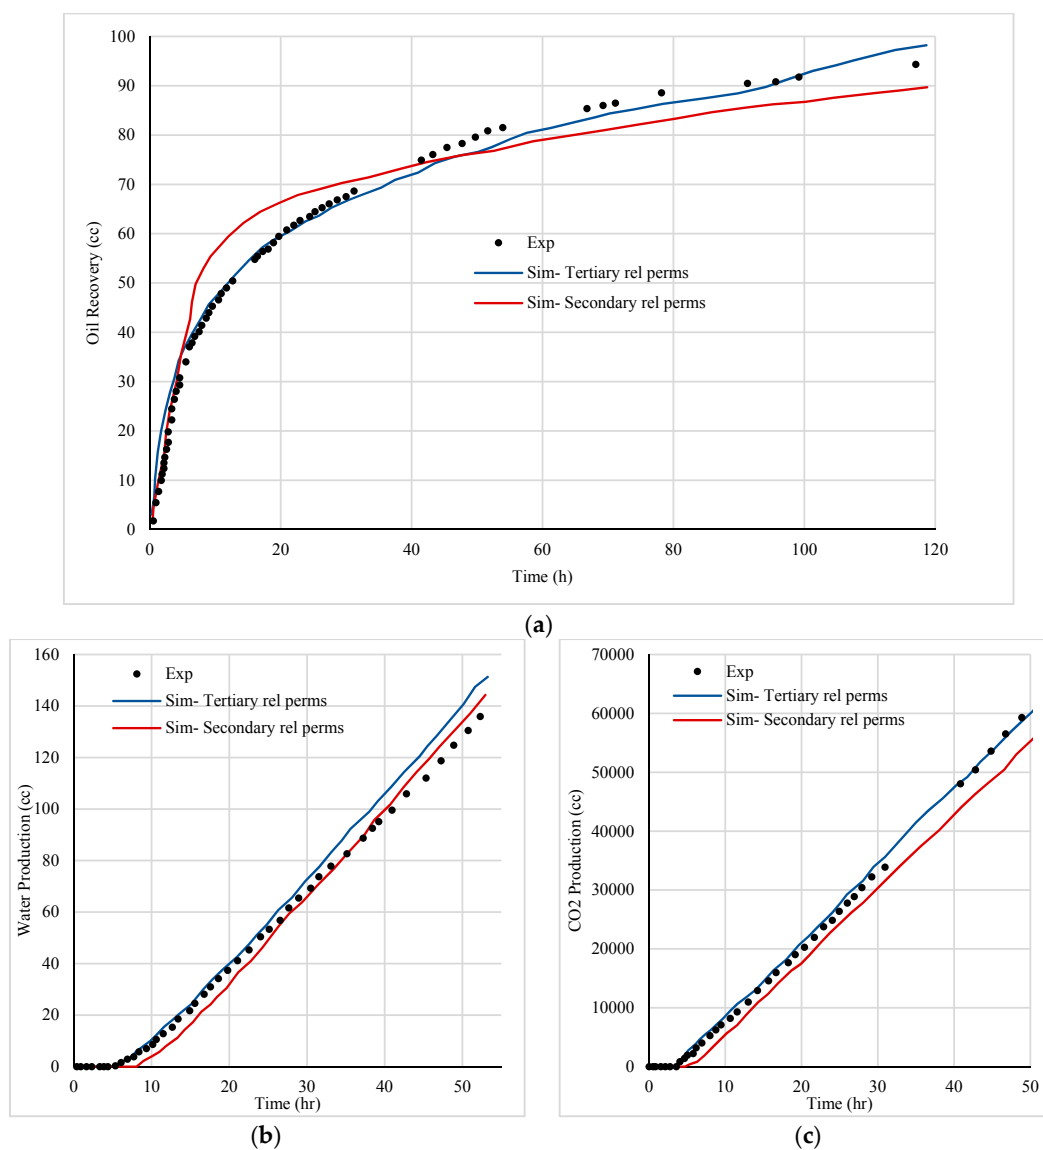 100
90
80
70
60
50
40
30
20
10
0
Oil Recovery (cc)
Exp
Sim- Tertiary rel perms
Sim- Secondary rel perms
0 20 40 60 80 100 120
Time (h)
(a)
160
140
120
100
80
60
40
20
0
Water Production (cc)
Exp
Sim- Tertiary rel perms
Sim- Secondary rel perms
0 10 20 30 40 50
Time (hr)
(b)
70000
60000
50000
40000
30000
20000
10000
0
CO2 Production (cc)
Exp
Sim- Tertiary rel perms
Sim- Secondary rel perms
0 10 20 30 40 50
Time (hr)
(c)